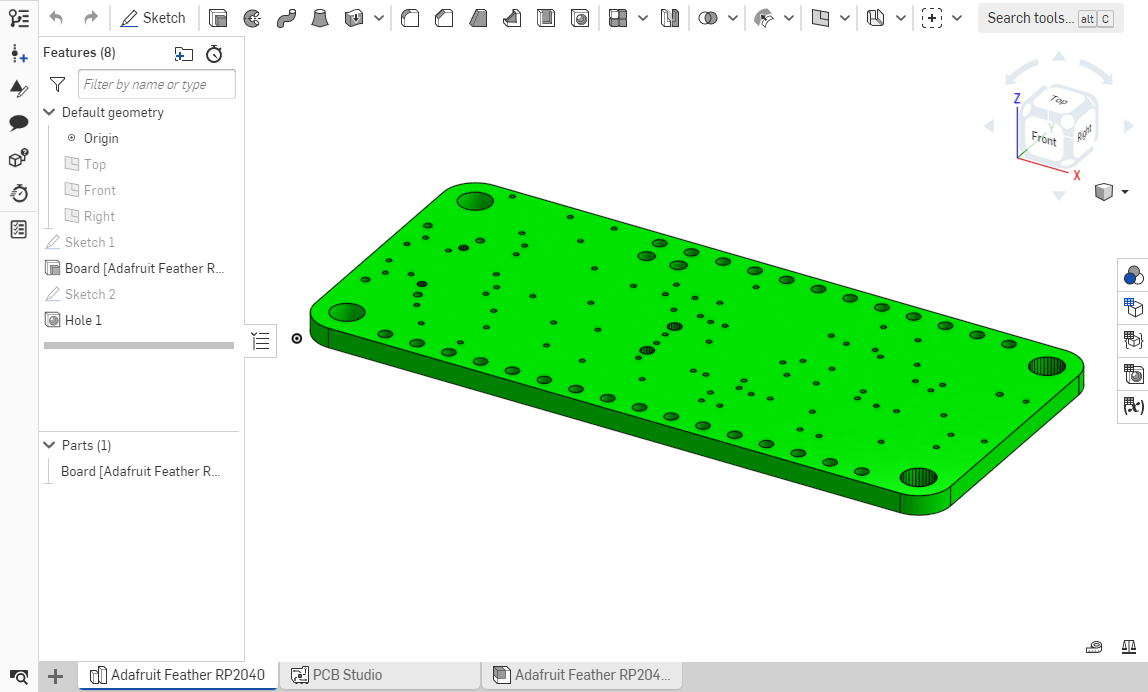 Sketch
Search tools... alt C
Features (8)
Filter by name or type
Default geometry
Origin
Top
Front
Right
Sketch 1
Board [Adafruit Feather R...
Sketch 2
Hole 1
Parts (1)
Board [Adafruit Feather R...
Z
Top
Y
Front
Right
X
Adafruit Feather RP2040
PCB Studio
Adafruit Feather RP204...